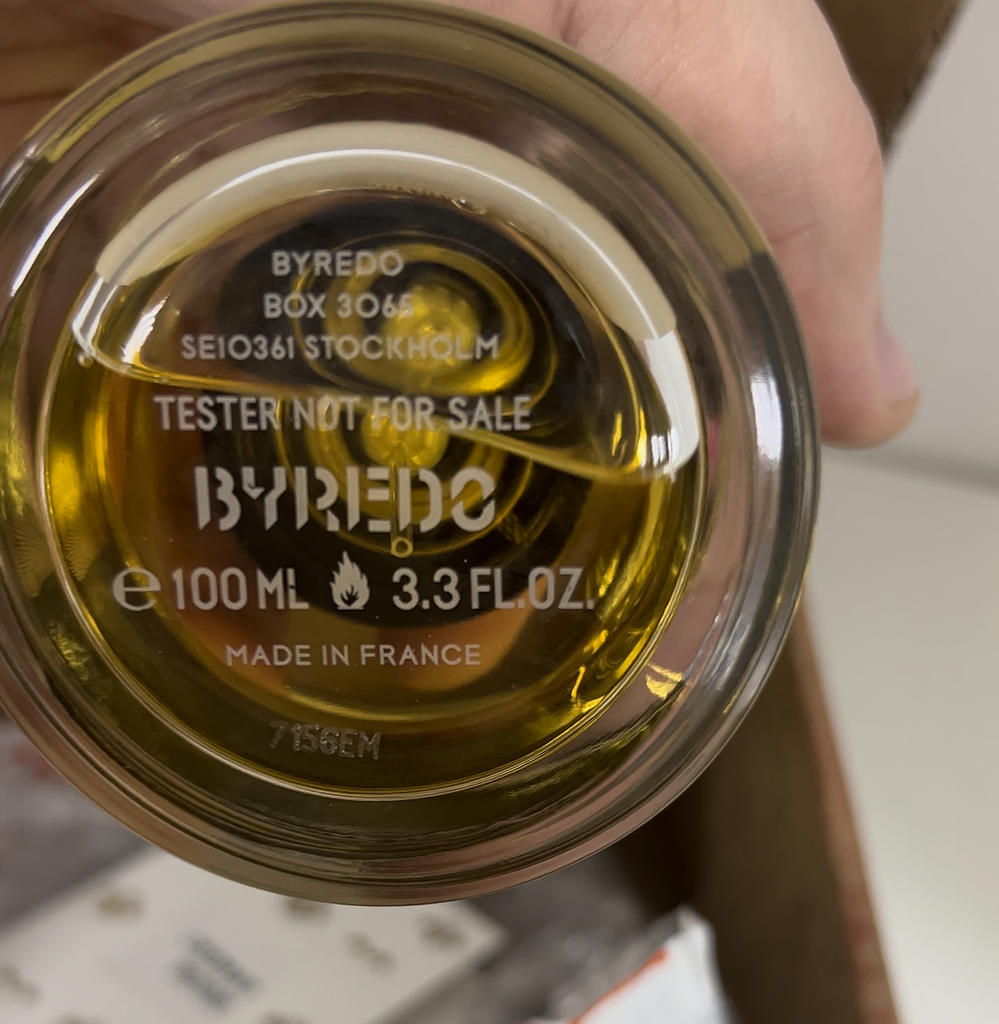 BYREDO
BOX 3065
SE10361 STOCKHOLM
TESTER NOT FOR SALE
BYREDO
e 100 ML 3.3 FL.OZ.
MADE IN FRANCE
7156EM